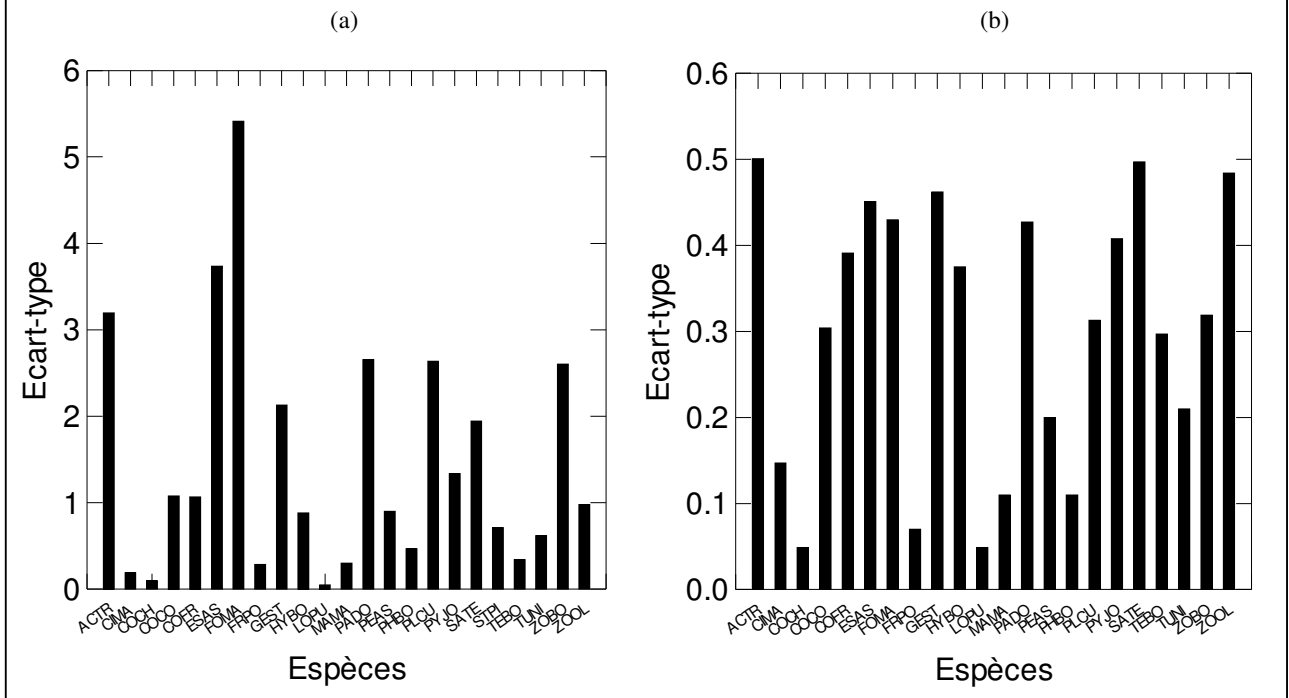 (a)
(b)
6
5
4
3
2
1
0
Ecart-type
ACTR
CIMA
COCH
COCO
COFR
ESAS
FOMA
FRPO
GEST
HYBO
LOPU
MAMA
PADO
PEAS
PHBO
PLCU
PYJO
SATE
STPI
TEBO
TUNI
ZOBO
ZOOL
Espèces
0.6
0.5
0.4
0.3
0.2
0.1
0.0
Ecart-type
ACTR
CIMA
COCH
COCO
COFR
ESAS
FOMA
FRPO
GEST
HYBO
LOPU
MAMA
PADO
PEAS
PHBO
PLCU
PYJO
SATE
TEBO
TUNI
ZOBO
ZOOL
Espèces